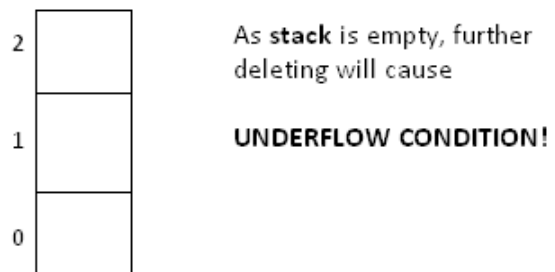 2
As stack is empty, further
deleting will cause
1
UNDERFLOW CONDITION!
0